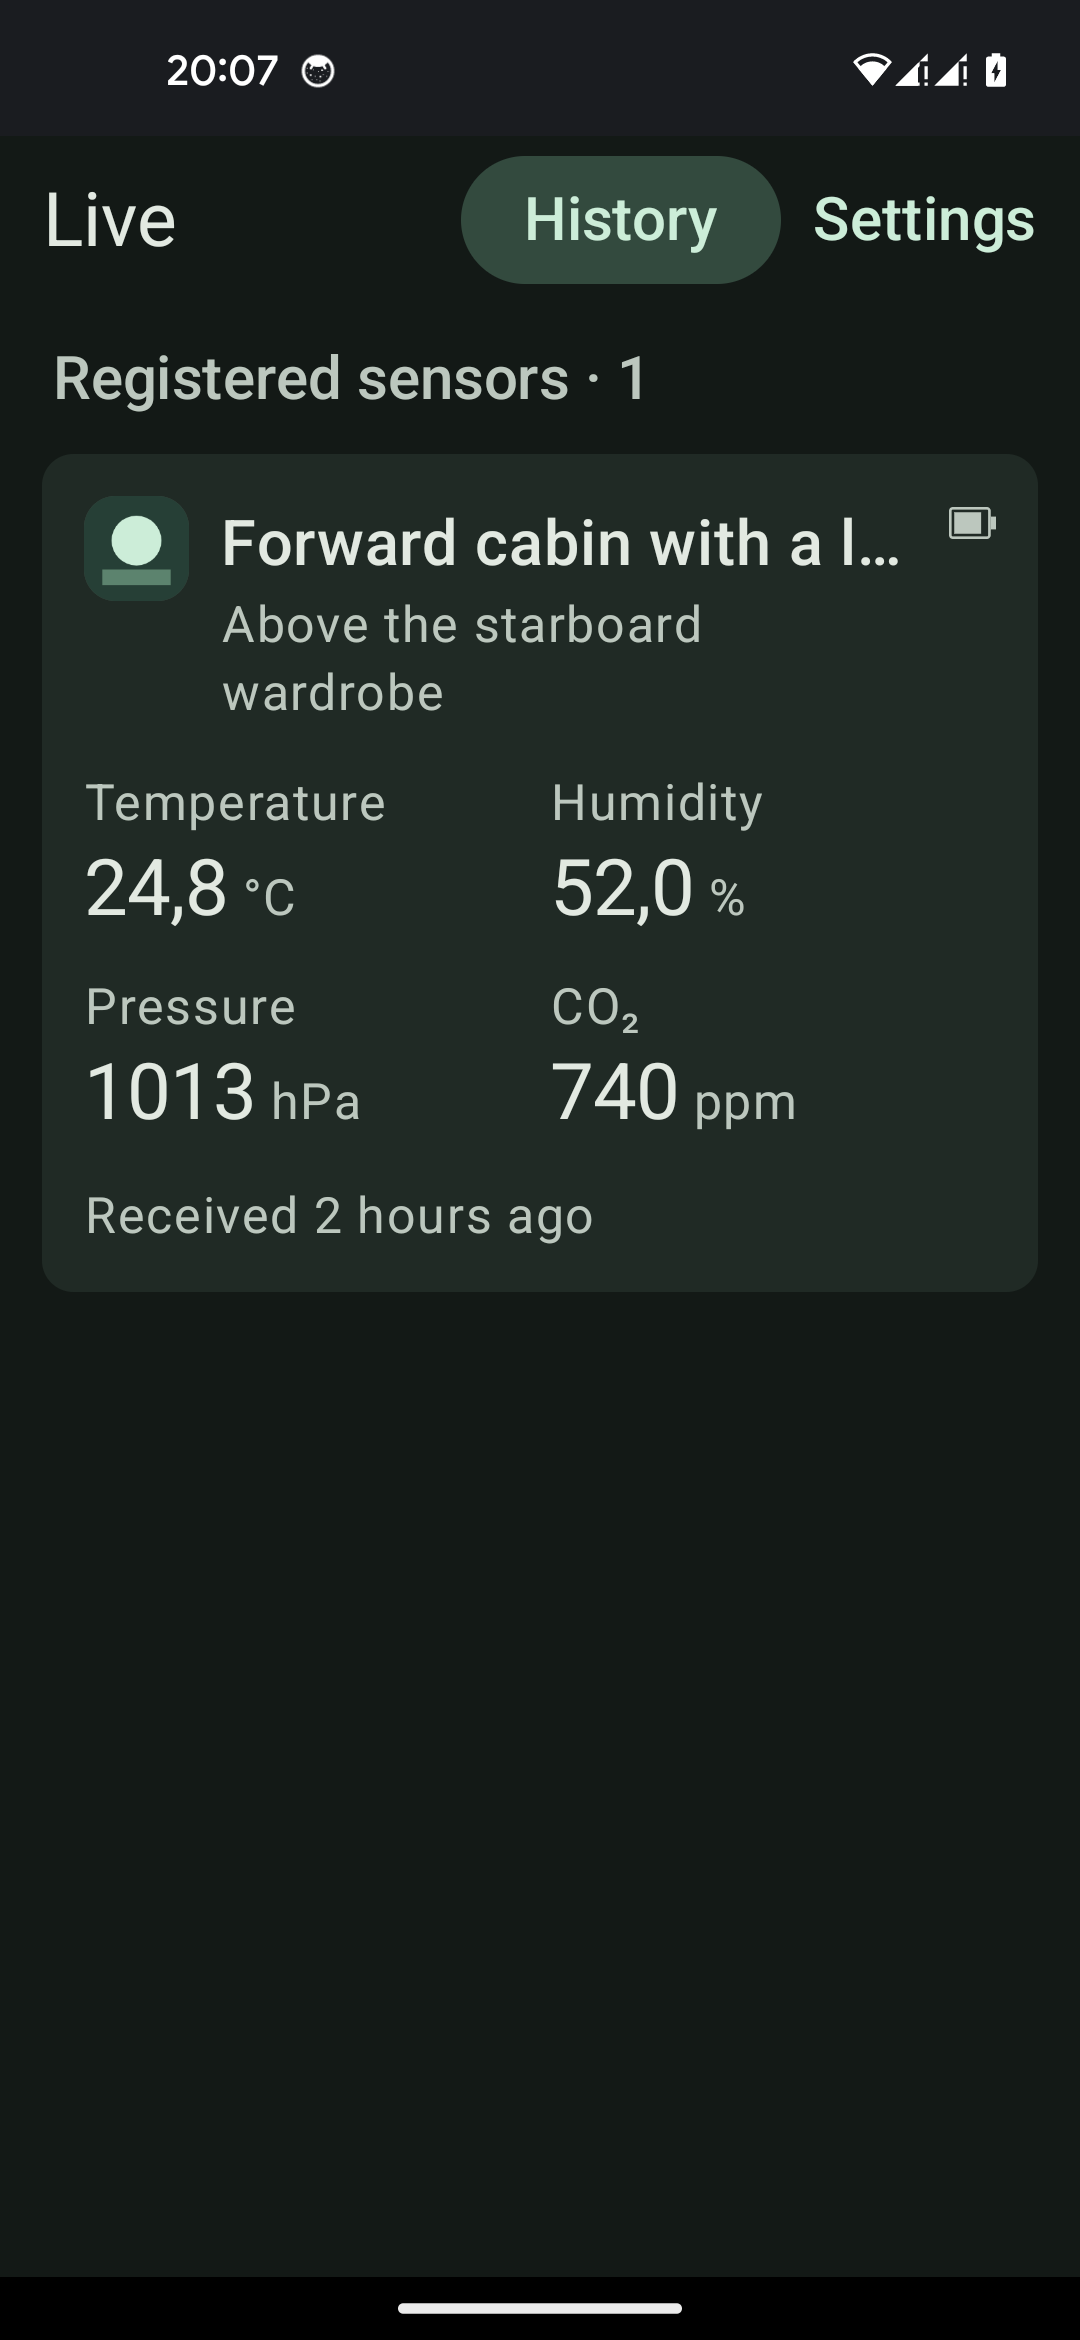 20:07
Live
History
Settings
Registered sensors · 1
Forward cabin with a l…
Above the starboard
wardrobe
Temperature
Humidity
24,8 °C
52,0 %
Pressure
CO₂
1013 hPa
740 ppm
Received 2 hours ago